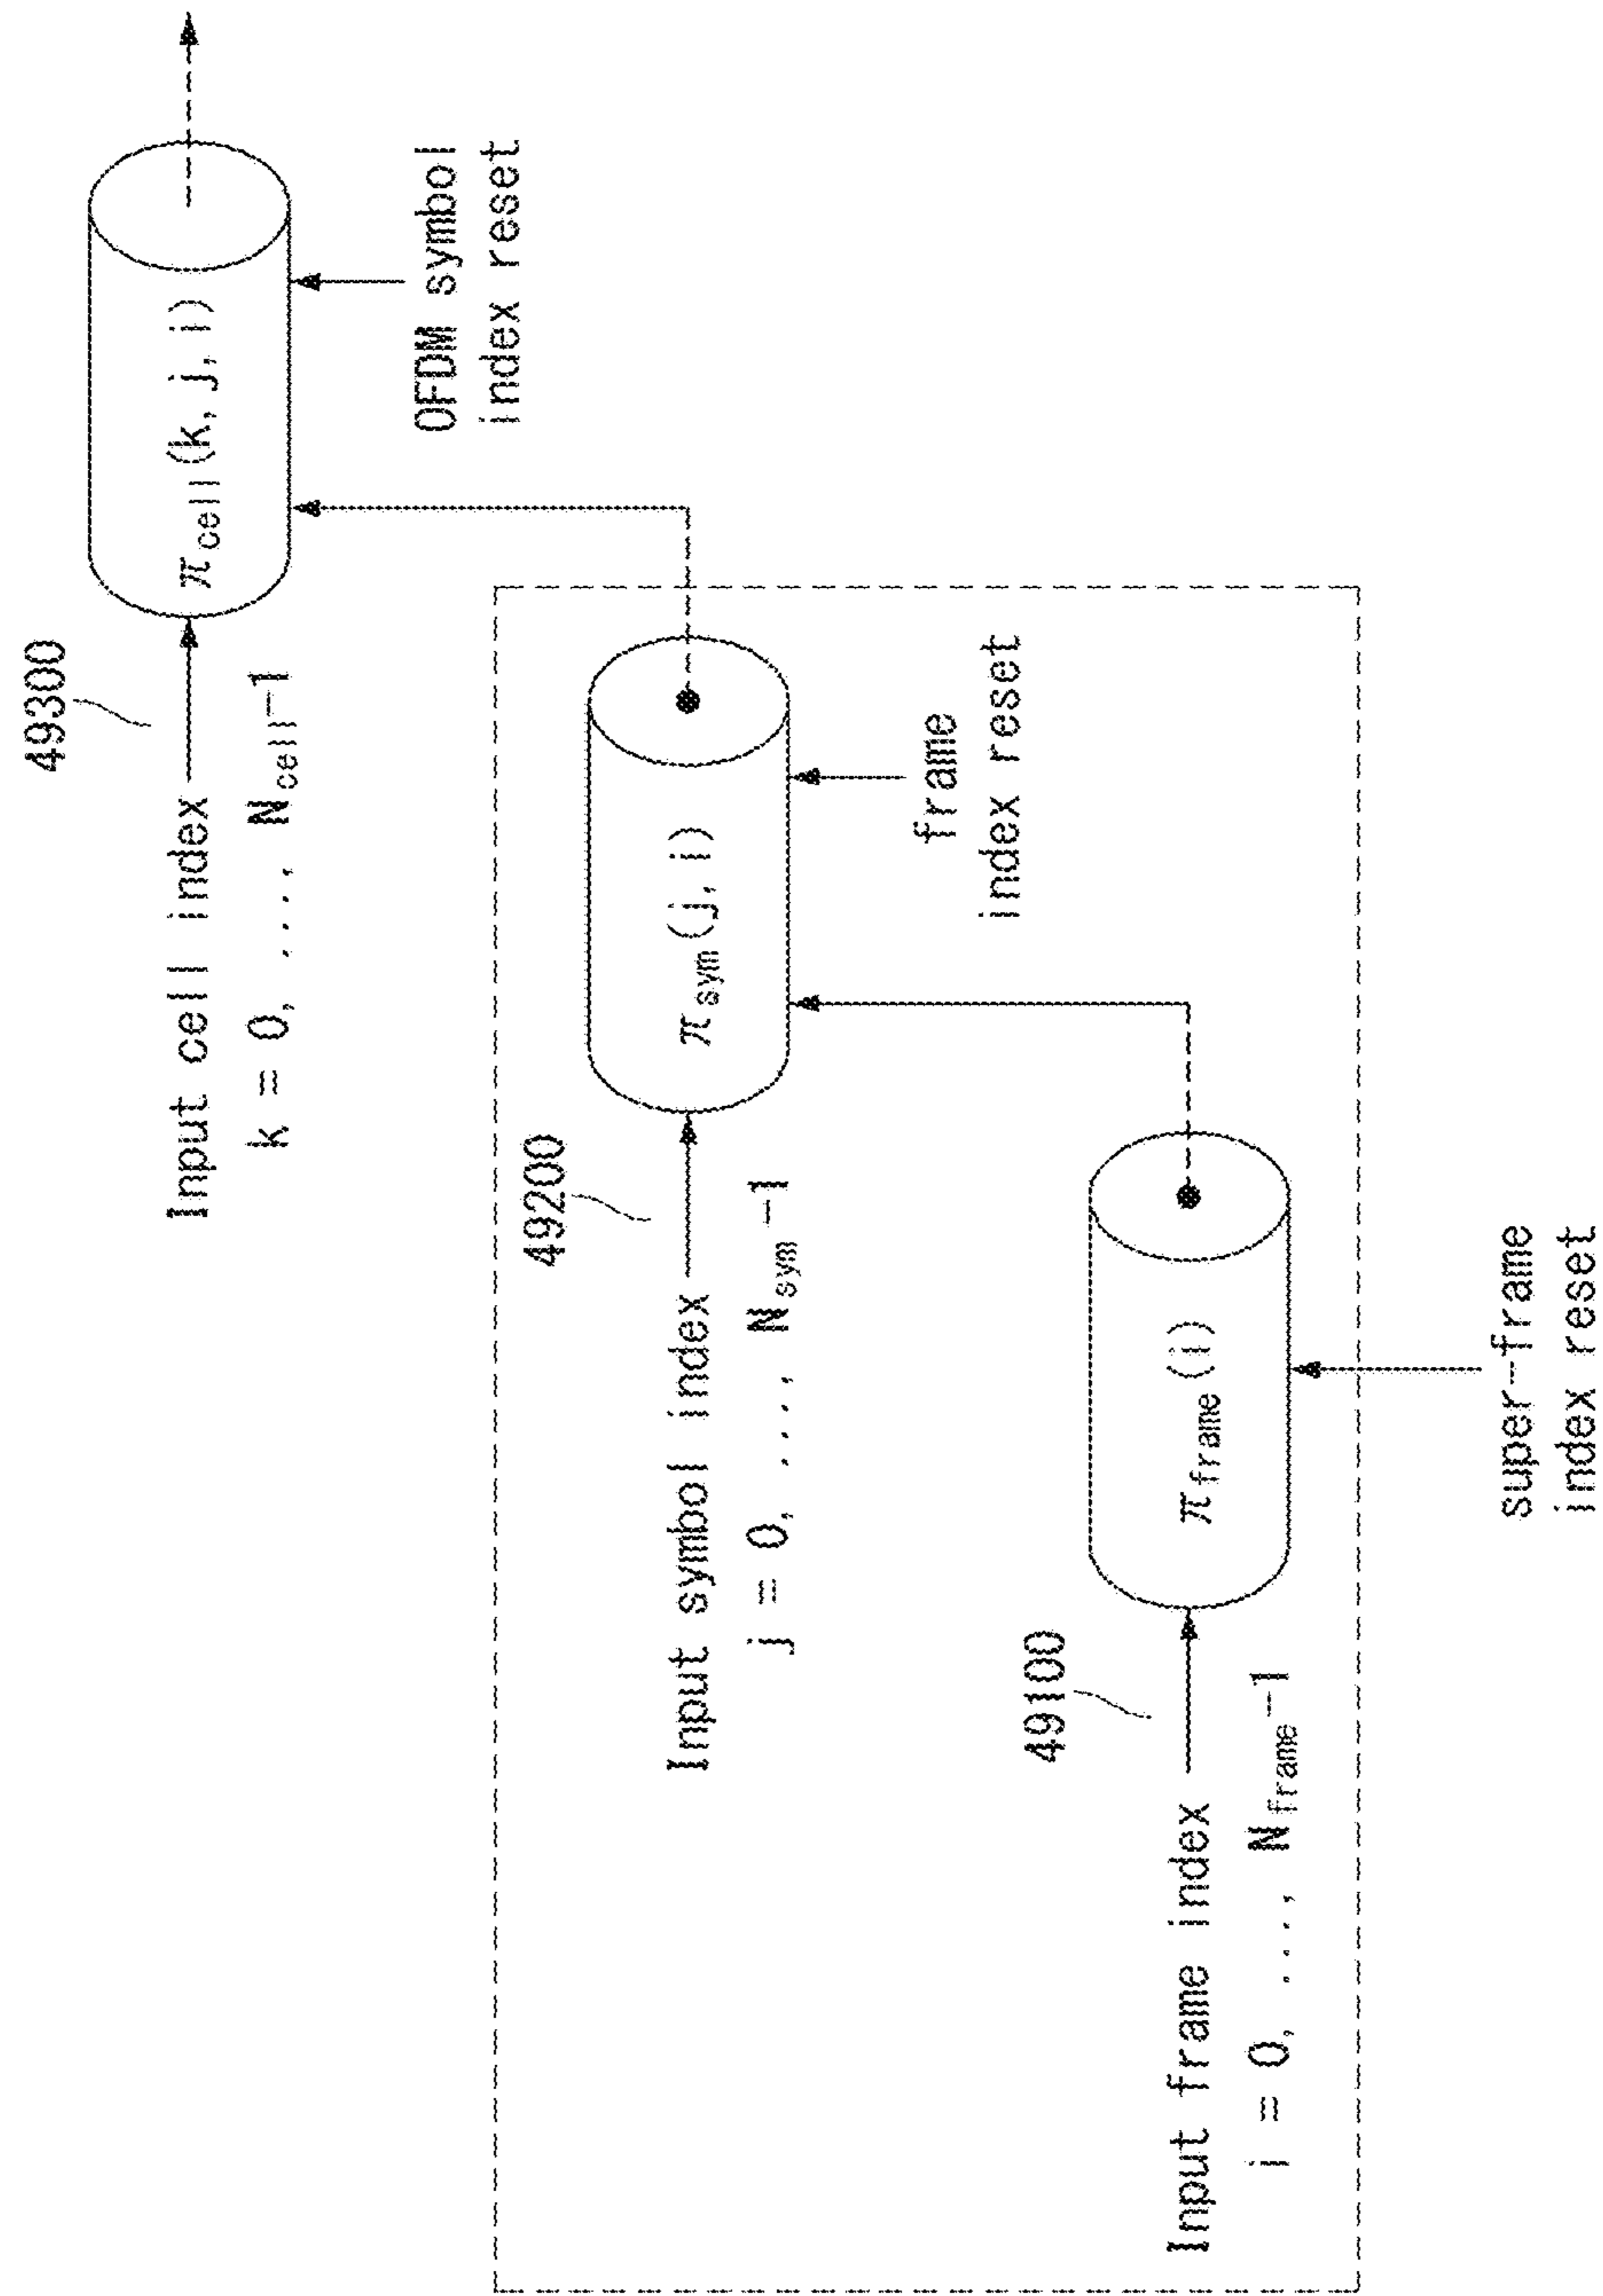 49300
Input cell index
k = 0, ..., N_cell-1
π_cell(k, j, i)
OFDM symbol
index reset
49200
Input symbol index
j = 0, ..., N_sym-1
π_sym(j, i)
frame
index reset
49100
Input frame index
i = 0, ..., N_frame-1
π_frame(i)
super-frame
index reset